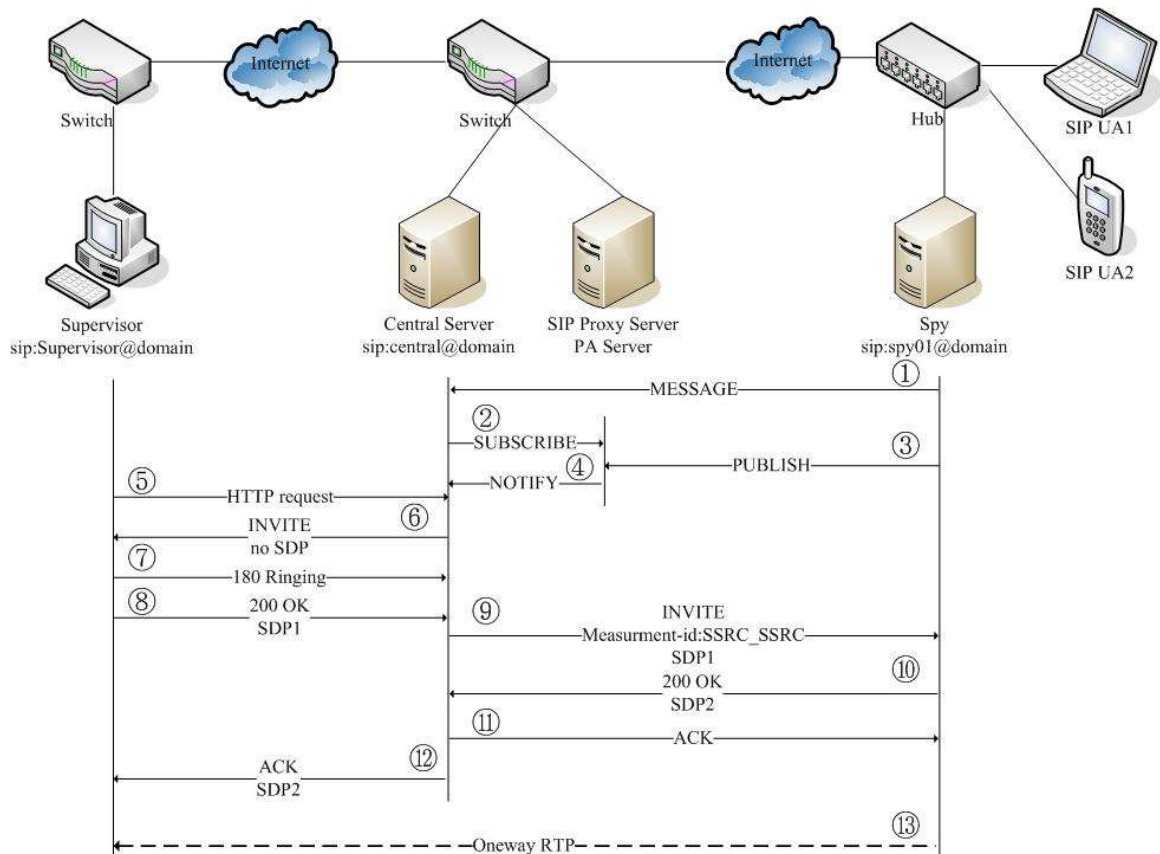 Internet
Internet
Switch
Switch
Hub
SIP UA1
SIP UA2
Supervisor
sip:Supervisor@domain
Central Server
sip:central@domain
SIP Proxy Server
PA Server
Spy
sip:spy01@domain
①
MESSAGE
②
SUBSCRIBE
③
PUBLISH
④
NOTIFY
⑤
HTTP request
⑥
INVITE
no SDP
⑦
180 Ringing
⑧
200 OK
SDP1
⑨
INVITE
Measurment-id:SSRC_SSRC
SDP1
⑩
200 OK
SDP2
⑪
ACK
⑫
ACK
SDP2
⑬
Oneway RTP